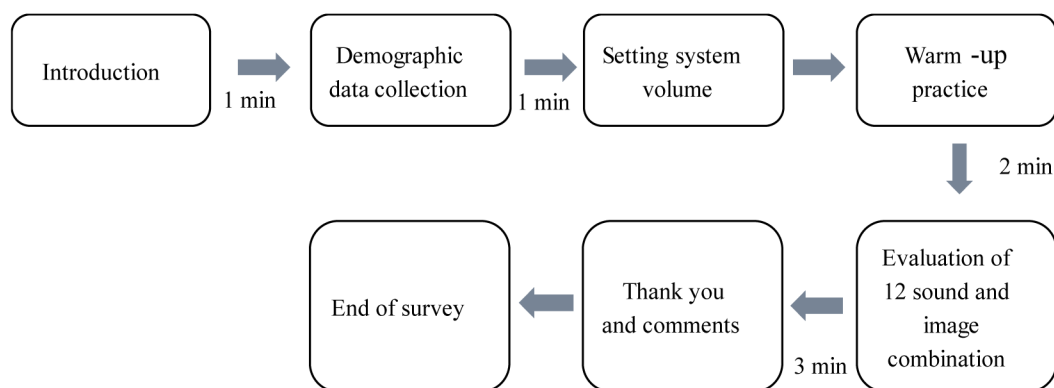 Introduction
1 min
Demographic
data collection
1 min
Setting system
volume
Warm -up
practice
2 min
Evaluation of
12 sound and
image
combination
3 min
Thank you
and comments
End of survey